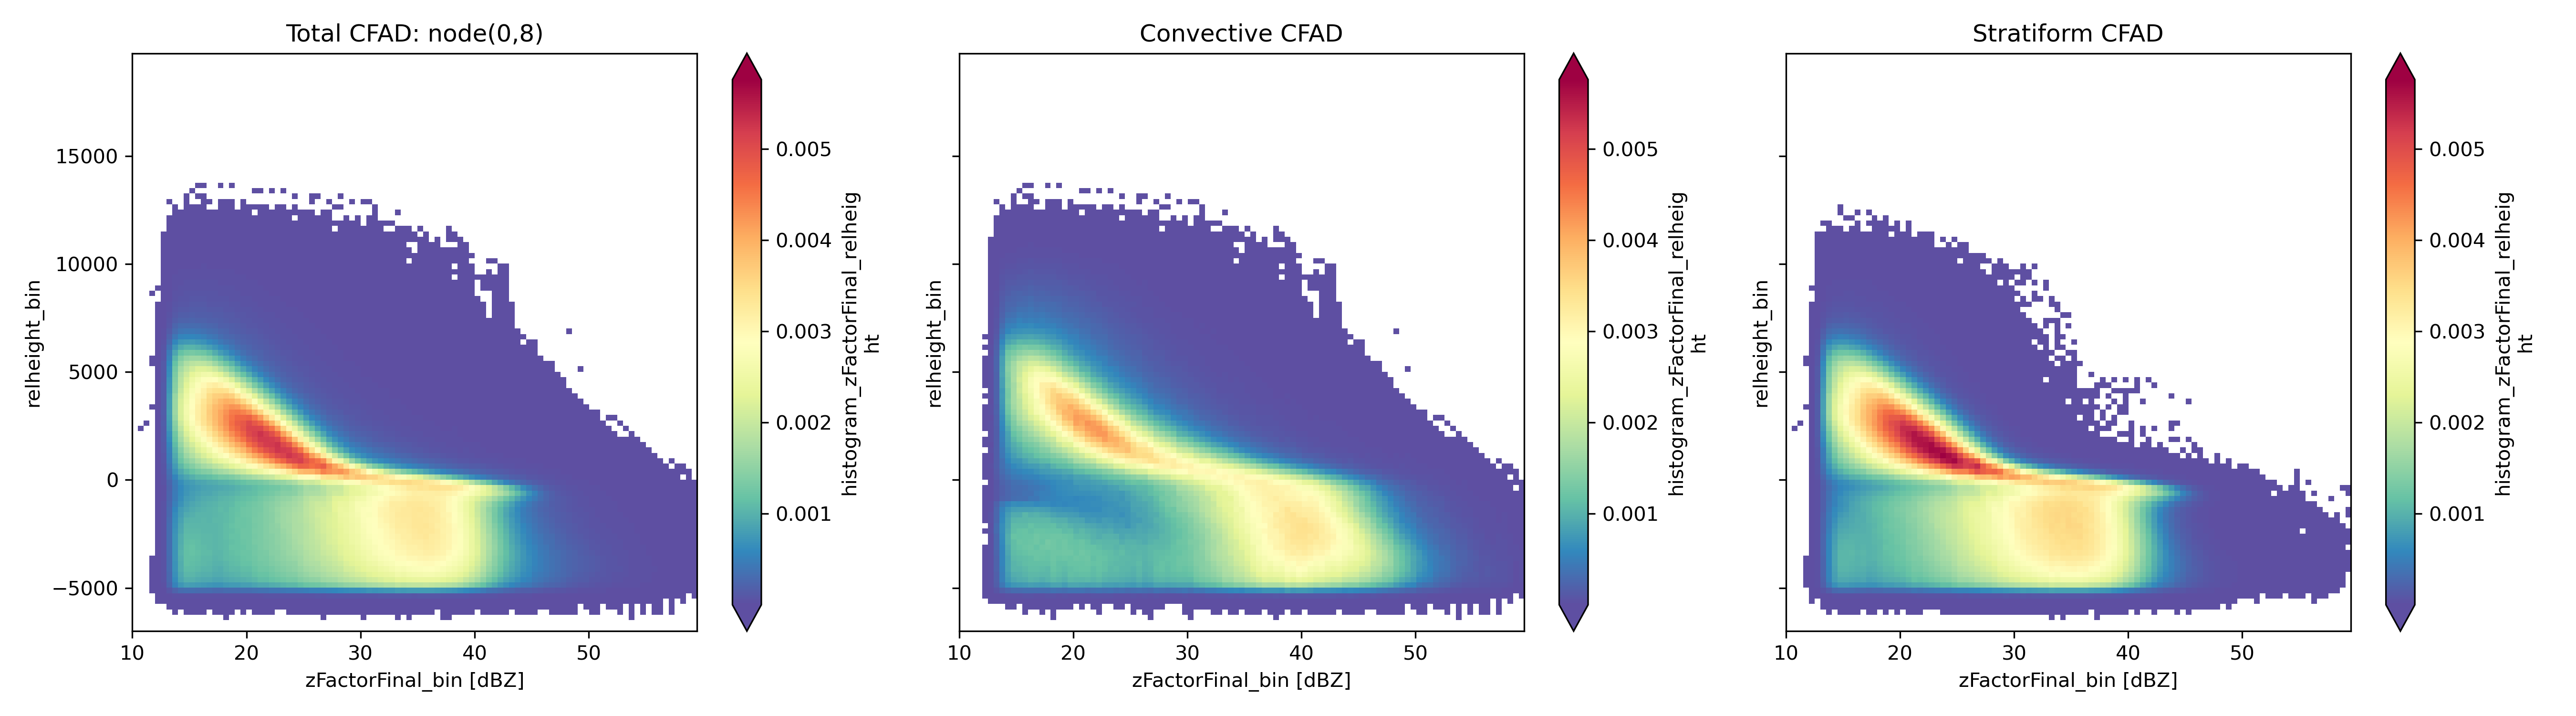 Total CFAD: node(0,8)
relheight_bin
15000
10000
5000
0
−5000
10 20 30 40 50
zFactorFinal_bin [dBZ]
0.005
0.004
0.003
0.002
0.001
histogram_zFactorFinal_relheig
ht
Convective CFAD
relheight_bin
10 20 30 40 50
zFactorFinal_bin [dBZ]
0.005
0.004
0.003
0.002
0.001
histogram_zFactorFinal_relheig
ht
Stratiform CFAD
relheight_bin
10 20 30 40 50
zFactorFinal_bin [dBZ]
0.005
0.004
0.003
0.002
0.001
histogram_zFactorFinal_relheig
ht